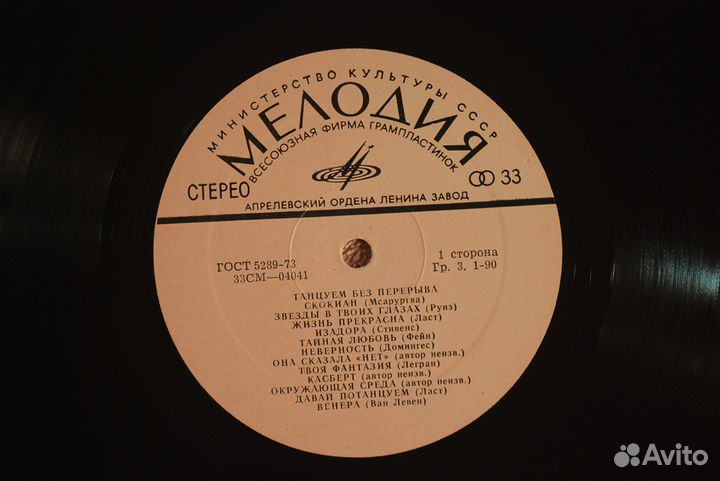 МИНИСТЕРСТВО КУЛЬТУРЫ СССР
МЕЛОДИЯ
ВСЕСОЮЗНАЯ ФИРМА ГРАМПЛАСТИНОК
СТЕРЕО
33
АПРЕЛЕВСКИЙ ОРДЕНА ЛЕНИНА ЗАВОД
ГОСТ 5289-73
33СМ—04041
1 сторона
Гр. 3. 1-90
ТАНЦУЕМ БЕЗ ПЕРЕРЫВА
СКОКИАН (Мсарургва)
ЗВЕЗДЫ В ТВОИХ ГЛАЗАХ (Руиз)
ЖИЗНЬ ПРЕКРАСНА (Ласт)
ИЗАДОРА (Стивенс)
ТАЙНАЯ ЛЮБОВЬ (Фейн)
НЕВЕРНОСТЬ (Домингес)
ОНА СКАЗАЛА «НЕТ» (автор неизв.)
ТВОЯ ФАНТАЗИЯ (Легран)
КАСБЕРТ (автор неизв.)
ОКРУЖАЮЩАЯ СРЕДА (автор неизв.)
ДАВАЙ ПОТАНЦУЕМ (Ласт)
ВЕНЕРА (Ван Левен)
Avito